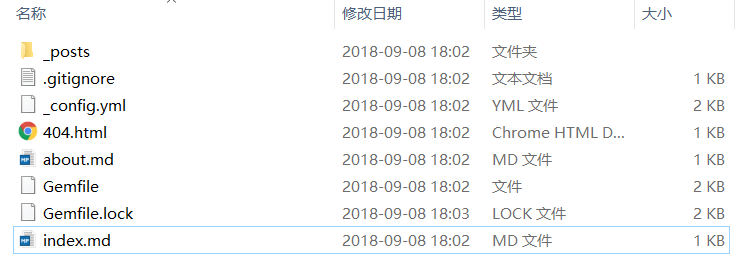 名称 修改日期 类型 大小
_posts 2018-09-08 18:02 文件夹
.gitignore 2018-09-08 18:02 文本文档 1 KB
_config.yml 2018-09-08 18:02 YML 文件 2 KB
404.html 2018-09-08 18:02 Chrome HTML D... 1 KB
about.md 2018-09-08 18:02 MD 文件 1 KB
Gemfile 2018-09-08 18:02 文件 2 KB
Gemfile.lock 2018-09-08 18:03 LOCK 文件 2 KB
index.md 2018-09-08 18:02 MD 文件 1 KB